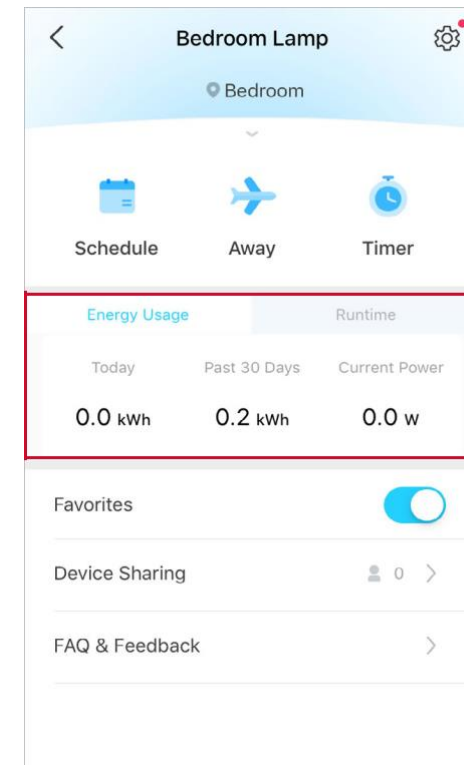 Bedroom Lamp
Bedroom
Schedule Away Timer
Energy Usage Runtime
Today Past 30 Days Current Power
0.0 kWh 0.2 kWh 0.0 W
Favorites
Device Sharing 0
FAQ & Feedback